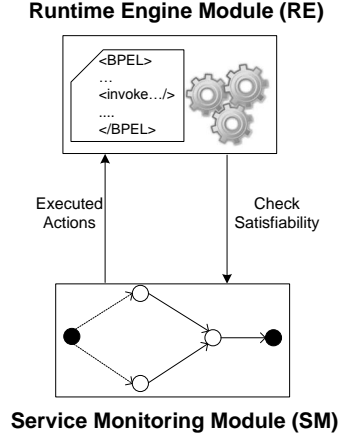 Runtime Engine Module (RE)
<BPEL>
…
<invoke…/>
....
</BPEL>
Executed
Actions
Check
Satisfiability
Service Monitoring Module (SM)